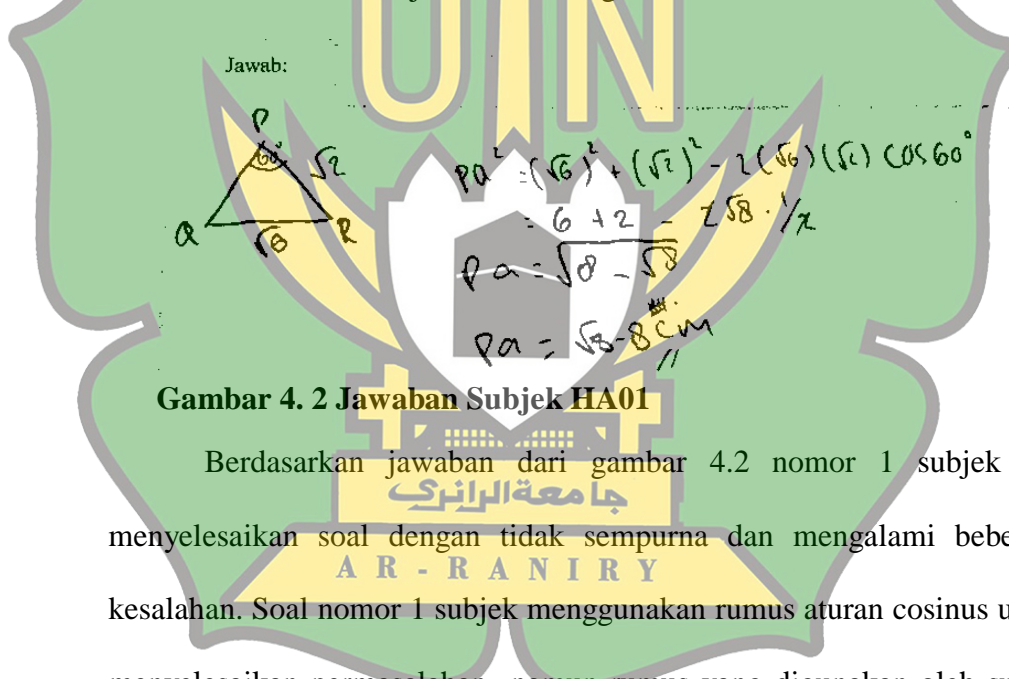 UIN
Jawab:
P
60° √2
Q √6 R
PQ² = (√6)² + (√2)² - 2(√6)(√2) COS 60°
= 6 + 2 - 2√8 · 1/2
PQ = √8 - √8
PQ = √8-8 cm
Gambar 4. 2 Jawaban Subjek HA01
Berdasarkan jawaban dari gambar 4.2 nomor 1 subjek
جامعة الرانري
menyelesaikan soal dengan tidak sempurna dan mengalami bebe
AR-RANIRY
kesalahan. Soal nomor 1 subjek menggunakan rumus aturan cosinus u